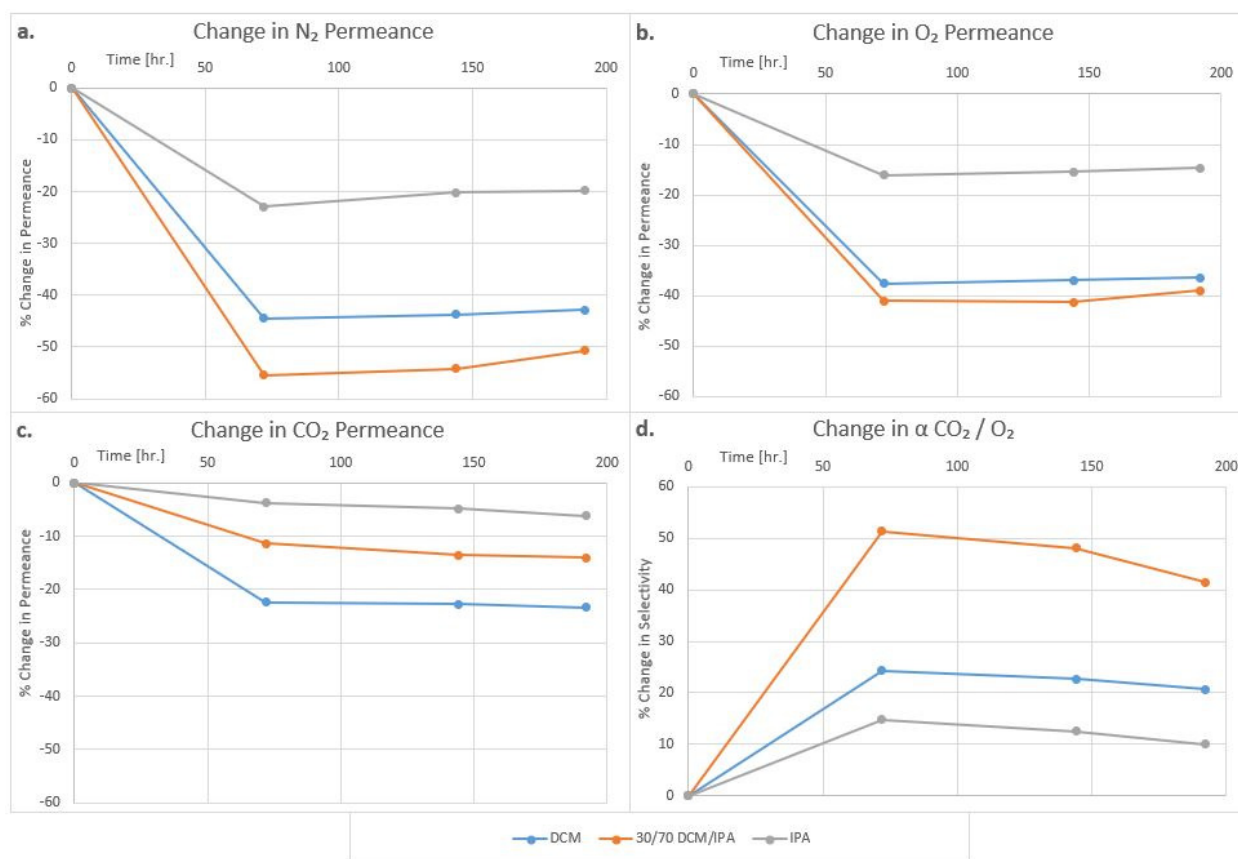 a.
Change in N₂ Permeance
Time [hr.]
0 50 100 150 200
0
-10
-20
-30
-40
-50
-60
% Change in Permeance
b.
Change in O₂ Permeance
Time [hr.]
0 50 100 150 200
0
-10
-20
-30
-40
-50
-60
% Change in Permeance
c.
Change in CO₂ Permeance
Time [hr.]
0 50 100 150 200
0
-10
-20
-30
-40
-50
-60
% Change in Permeance
d.
Change in α CO₂ / O₂
Time [hr.]
0 50 100 150 200
60
50
40
30
20
10
0
% Change in Selectivity
DCM 30/70 DCM/IPA IPA